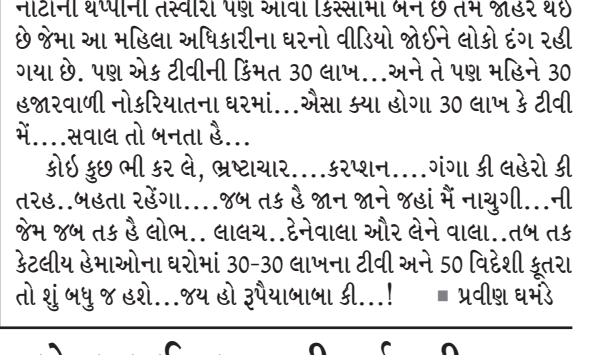 નોટોની થપ્પીની તસ્વીરો પણ આવા કિસ્સામાં બને છે તેમ જાહેર થઇ
છે જેમાં આ મહિલા અધિકારીના ઘરનો વીડિયો જોઈને લોકો દંગ રહી
ગયા છે. પણ એક ટીવીની કિંમત 30 લાખ...અને તે પણ મહિને 30
હજારવાળી નોકરિયાતના ઘરમાં...ઐસા ક્યા હોગા 30 લાખ કે ટીવી
મેં....સવાલ તો બનતા હૈ...
કોઇ કુછ ભી કર લે, ભ્રષ્ટાચાર....કરપ્શન....ગંગા કી લહેરો કી
તરહ..બહતા રહેંગા....જબ તક હૈ જાન જાને જહાં મૈં નાચુગી...ની
જેમ જબ તક હૈ લોભ.. લાલચ..દેનેવાલા ઔર લેને વાલા..તબ તક
કેટલીય હેમાઓના ઘરોમાં 30-30 લાખના ટીવી અને 50 વિદેશી કૂતરા
તો શું બધુ જ હશે...જય હો રૂપૈયાબાબા કી...! ■ પ્રવીણ ઘમંડે